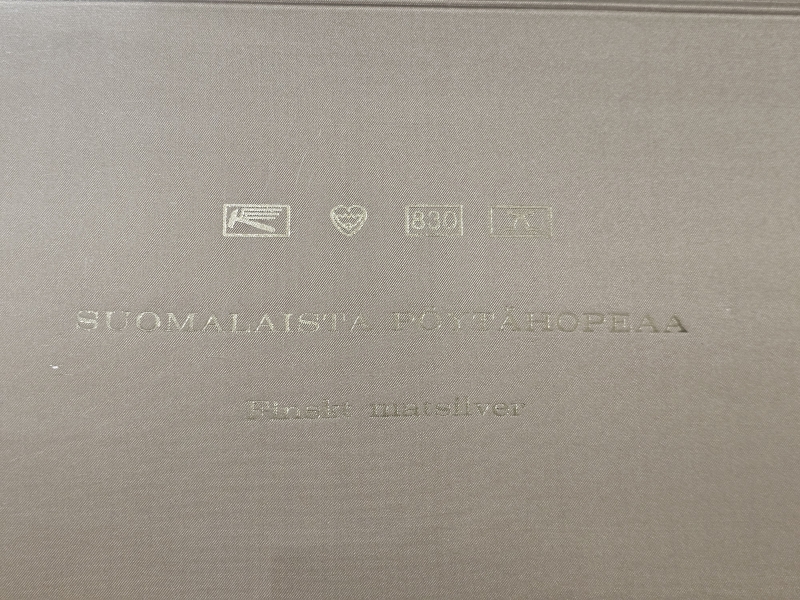 830
SUOMALAISTA PÖYTÄHOPEAA
Finskt matsilver